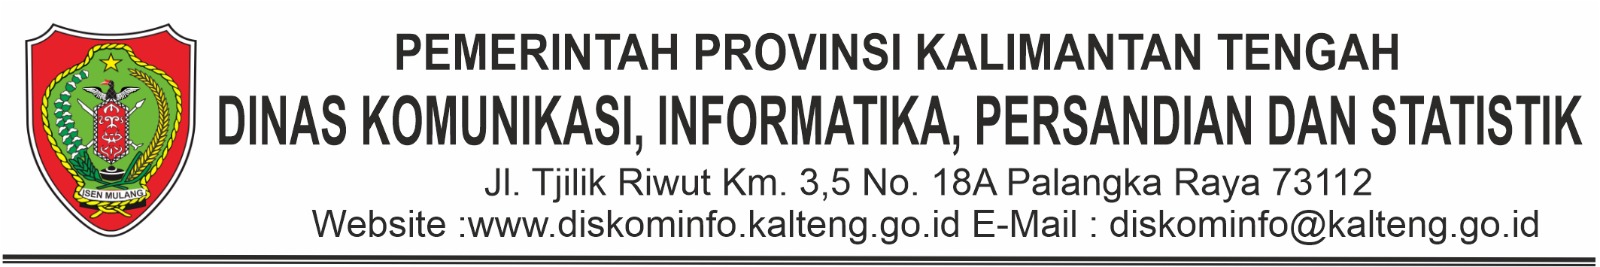 PEMERINTAH PROVINSI KALIMANTAN TENGAH
DINAS KOMUNIKASI, INFORMATIKA, PERSANDIAN DAN STATISTIK
Jl. Tjilik Riwut Km. 3,5 No. 18A Palangka Raya 73112
Website :www.diskominfo.kalteng.go.id E-Mail : diskominfo@kalteng.go.id
ISEN MULANG